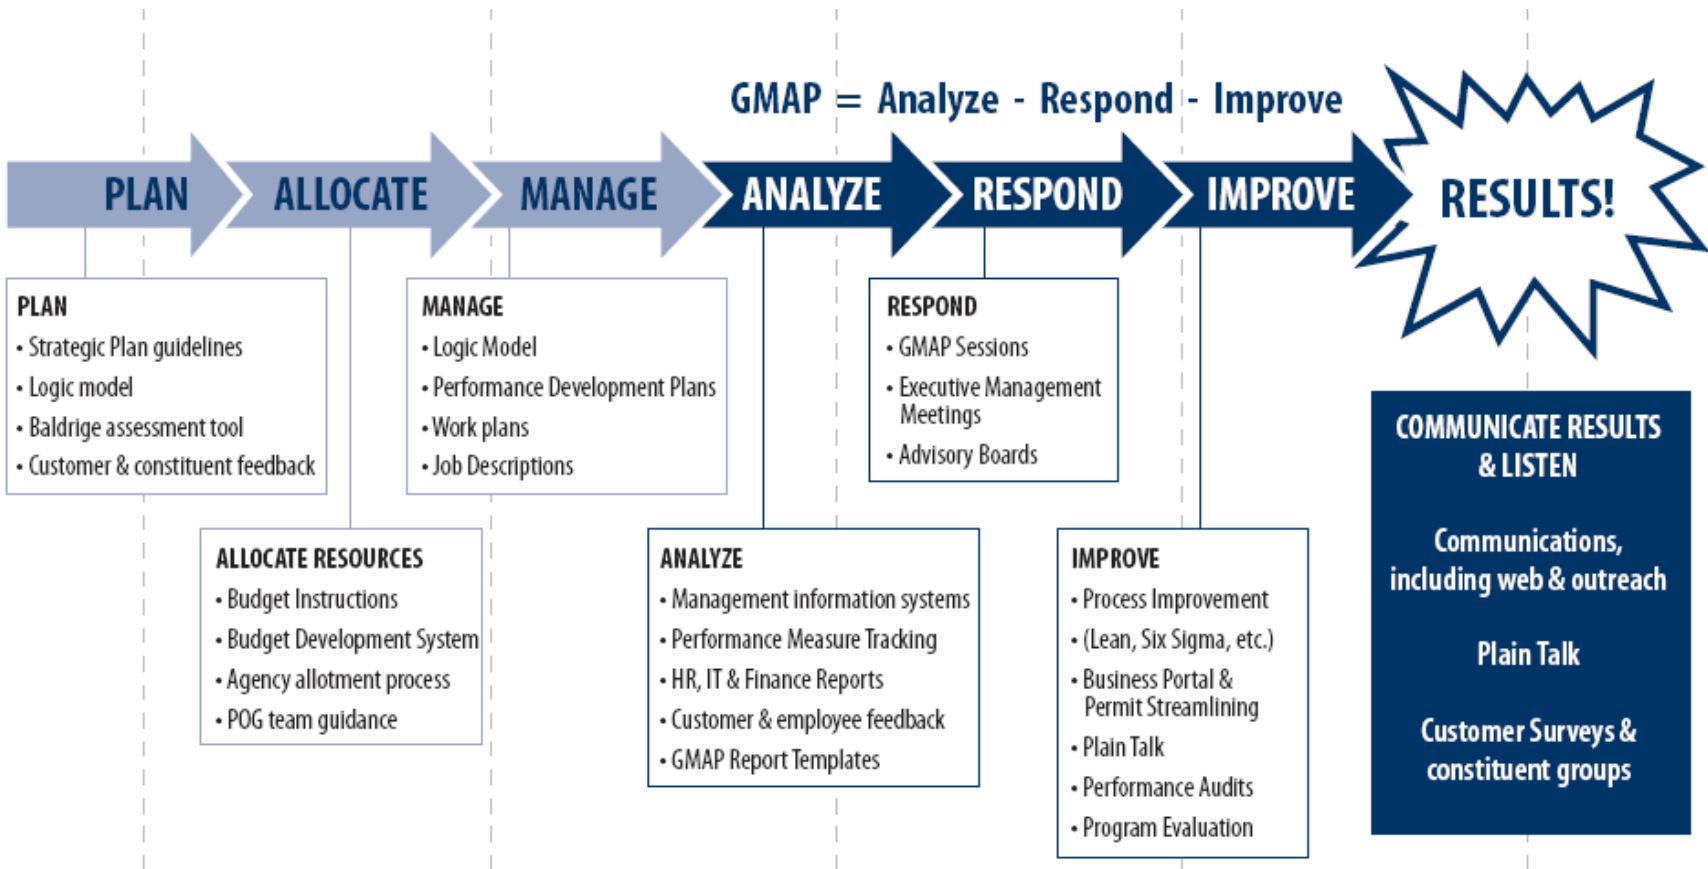 GMAP = Analyze - Respond - Improve
PLAN
ALLOCATE
MANAGE
ANALYZE
RESPOND
IMPROVE
RESULTS!
PLAN
• Strategic Plan guidelines
• Logic model
• Baldrige assessment tool
• Customer & constituent feedback
ALLOCATE RESOURCES
• Budget Instructions
• Budget Development System
• Agency allotment process
• POG team guidance
MANAGE
• Logic Model
• Performance Development Plans
• Work plans
• Job Descriptions
ANALYZE
• Management information systems
• Performance Measure Tracking
• HR, IT & Finance Reports
• Customer & employee feedback
• GMAP Report Templates
RESPOND
• GMAP Sessions
• Executive Management
Meetings
• Advisory Boards
IMPROVE
• Process Improvement
• (Lean, Six Sigma, etc.)
• Business Portal &
Permit Streamlining
• Plain Talk
• Performance Audits
• Program Evaluation
COMMUNICATE RESULTS
& LISTEN
Communications,
including web & outreach
Plain Talk
Customer Surveys &
constituent groups